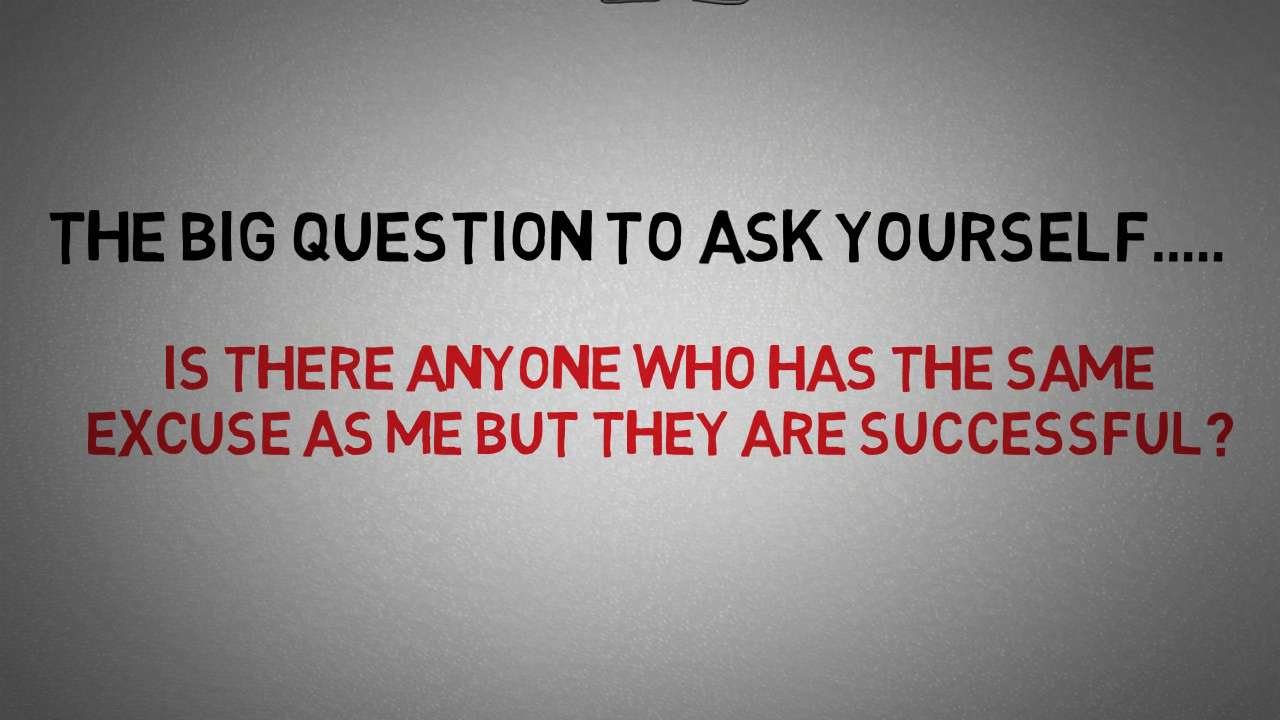 THE BIG QUESTION TO ASK YOURSELF.....
IS THERE ANYONE WHO HAS THE SAME
EXCUSE AS ME BUT THEY ARE SUCCESSFUL?